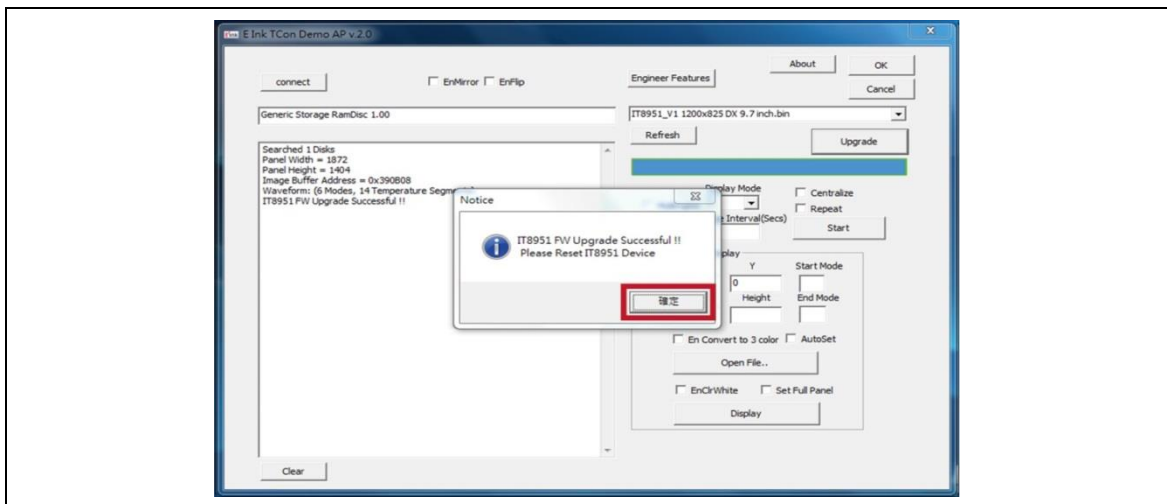 E Ink TCon Demo AP v.2.0
connect
EnMirror
EnFlip
Engineer Features
About
OK
Cancel
Generic Storage RamDisc 1.00
IT8951_V1 1200x825 DX 9.7 inch.bin
Refresh
Upgrade
Searched 1 Disks
Panel Width = 1872
Panel Height = 1404
Image Buffer Address = 0x390B08
Waveform: (6 Modes, 14 Temperature
IT8951 FW Upgrade Successful !!
Notice
IT8951 FW Upgrade Successful !!
Please Reset IT8951 Device
確定
Display Mode
Centralize
Repeat
Interval(Secs)
Start
Y
Start Mode
0
Height
End Mode
En Convert to 3 color
AutoSet
Open File..
EnClrWhite
Set Full Panel
Display
Clear